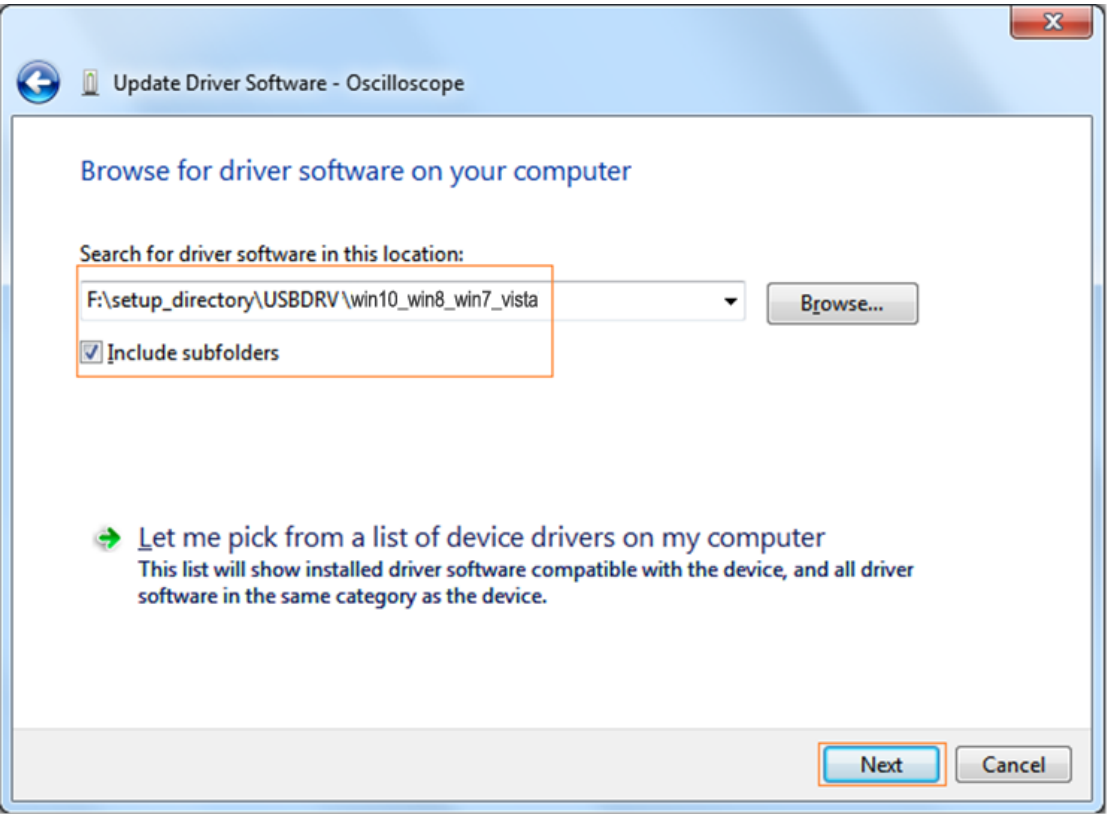 Update Driver Software - Oscilloscope
Browse for driver software on your computer
Search for driver software in this location:
F:\setup_directory\USBDRV\win10_win8_win7_vista
Browse...
Include subfolders
Let me pick from a list of device drivers on my computer
This list will show installed driver software compatible with the device, and all driver
software in the same category as the device.
Next
Cancel